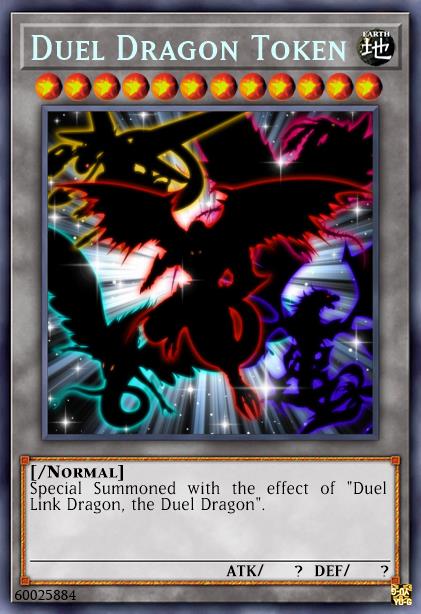 Duel Dragon Token
EARTH
地
[/Normal]
Special Summoned with the effect of "Duel
Link Dragon, the Duel Dragon".
ATK/ ? DEF/ ?
60025884